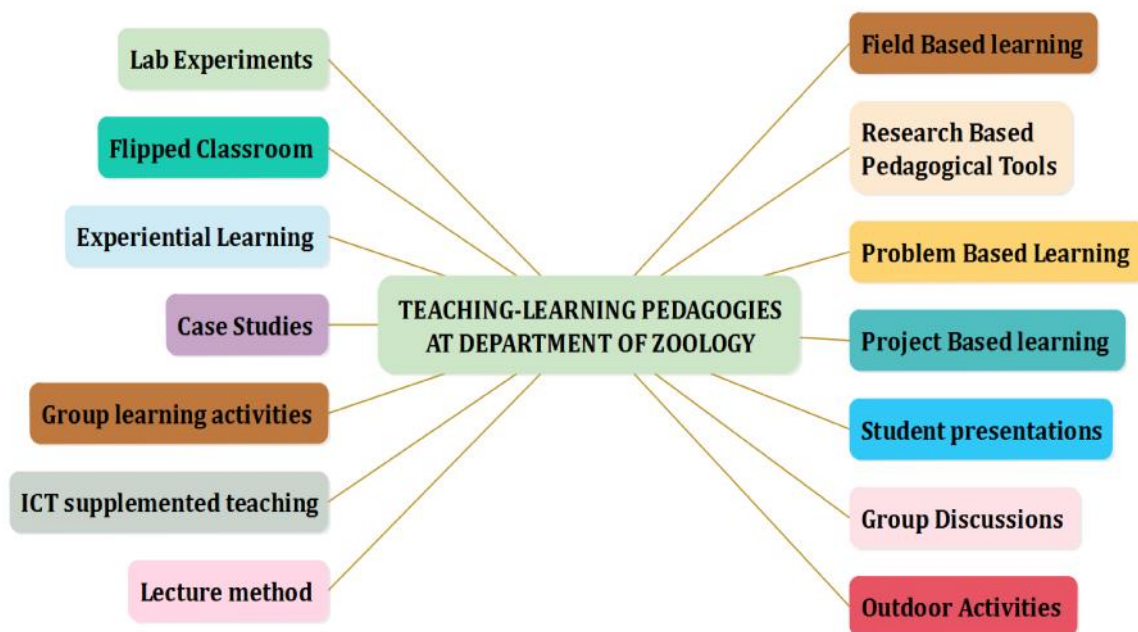 Lab Experiments
Flipped Classroom
Experiential Learning
Case Studies
Group learning activities
ICT supplemented teaching
Lecture method
TEACHING-LEARNING PEDAGOGIES
AT DEPARTMENT OF ZOOLOGY
Field Based learning
Research Based
Pedagogical Tools
Problem Based Learning
Project Based learning
Student presentations
Group Discussions
Outdoor Activities